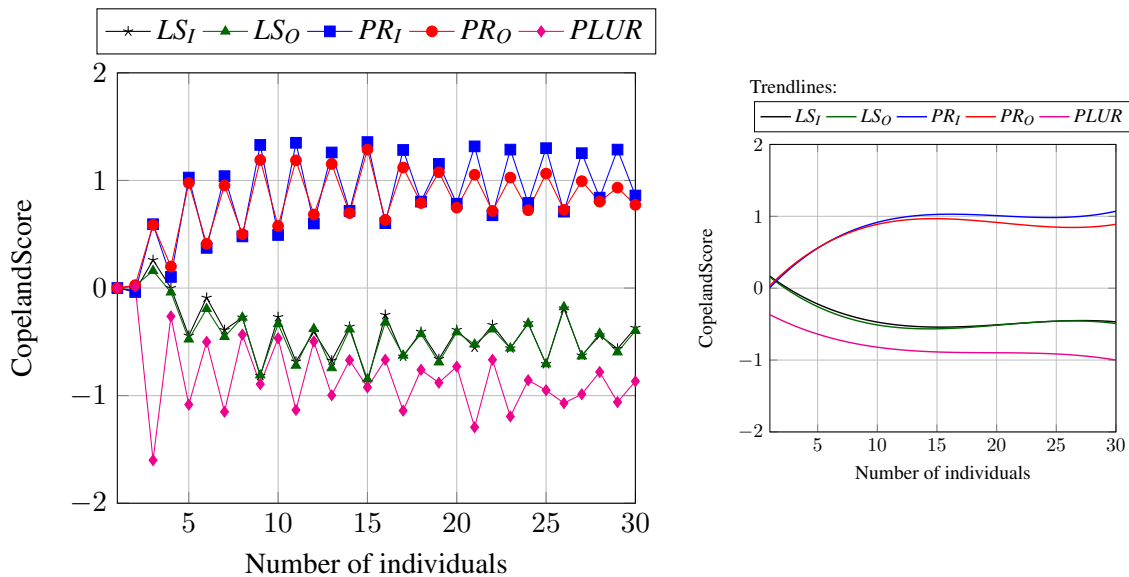 LS_I LS_O PR_I PR_O PLUR
2
1
0
−1
−2
5 10 15 20 25 30
CopelandScore
Number of individuals
Trendlines:
LS_I LS_O PR_I PR_O PLUR
2
1
0
−1
−2
5 10 15 20 25 30
CopelandScore
Number of individuals